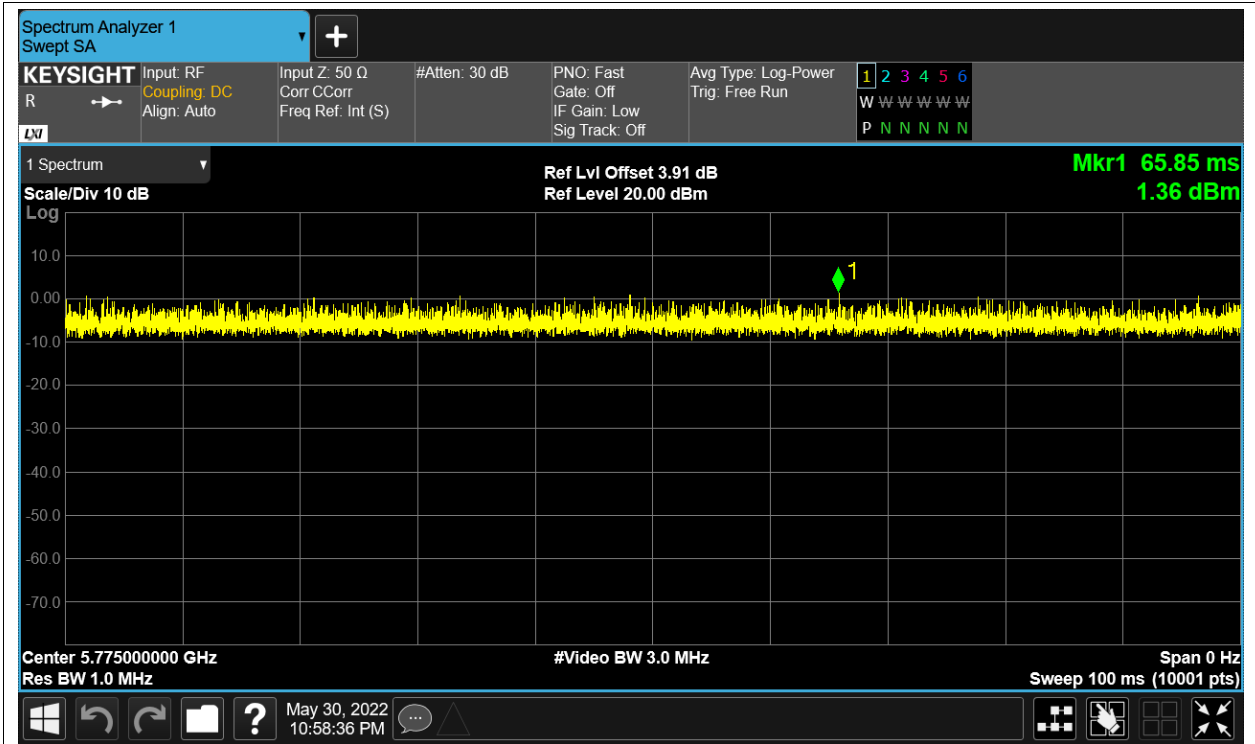 Spectrum Analyzer 1
Swept SA
KEYSIGHT
R
LXI
Input: RF
Coupling: DC
Align: Auto
Input Z: 50 Ω
Corr CCorr
Freq Ref: Int (S)
#Atten: 30 dB
PNO: Fast
Gate: Off
IF Gain: Low
Sig Track: Off
Avg Type: Log-Power
Trig: Free Run
1 2 3 4 5 6
W W W W W W
P N N N N N
1 Spectrum
Scale/Div 10 dB
Log
Ref Lvl Offset 3.91 dB
Ref Level 20.00 dBm
Mkr1 65.85 ms
1.36 dBm
10.0
1
0.00
-10.0
-20.0
-30.0
-40.0
-50.0
-60.0
-70.0
Center 5.775000000 GHz
#Video BW 3.0 MHz
Span 0 Hz
Res BW 1.0 MHz
Sweep 100 ms (10001 pts)
?
May 30, 2022
10:58:36 PM